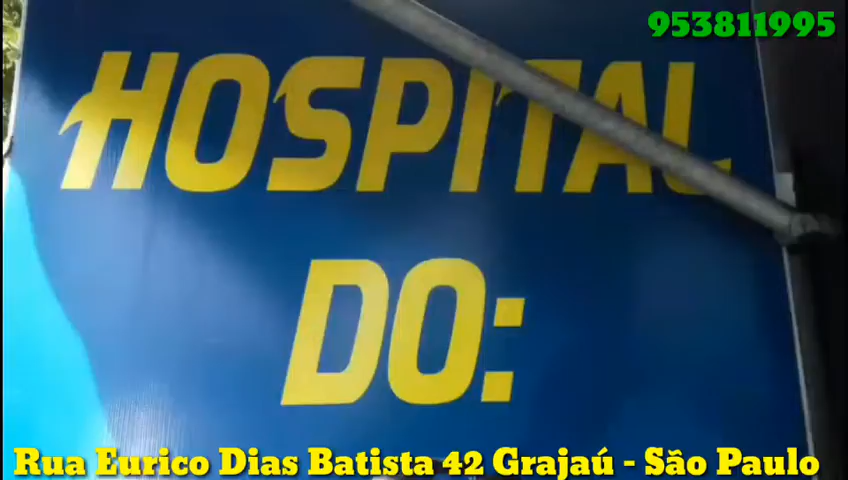 953811995
HOSPITAL
DO:
Rua Eurico Dias Batista 42 Grajaú - São Paulo